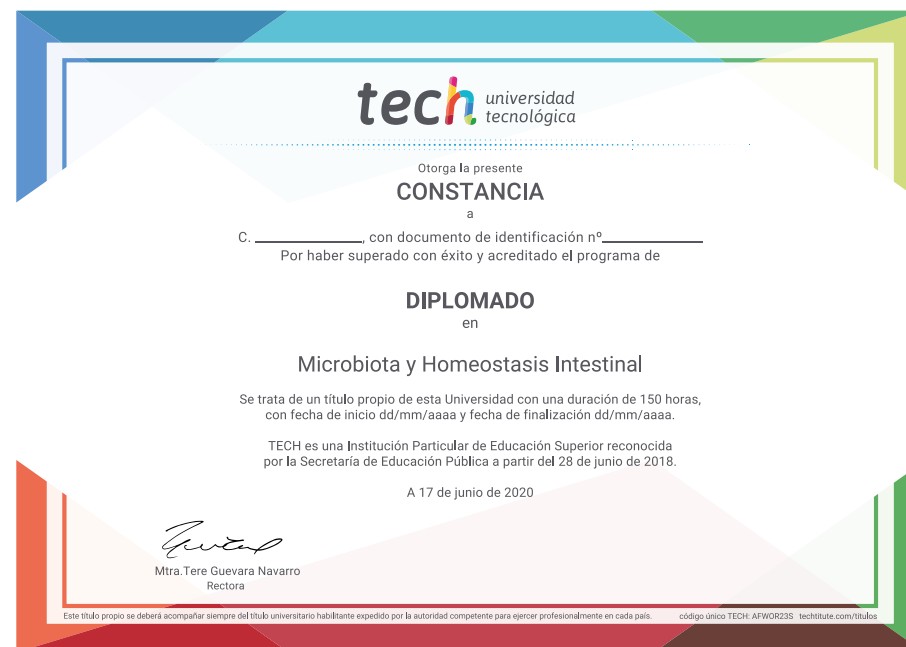 tech universidad
tecnológica
Otorga la presente
CONSTANCIA
a
C. ____________, con documento de identificación nº____________
Por haber superado con éxito y acreditado el programa de
DIPLOMADO
en
Microbiota y Homeostasis Intestinal
Se trata de un título propio de esta Universidad con una duración de 150 horas,
con fecha de inicio dd/mm/aaaa y fecha de finalización dd/mm/aaaa.
TECH es una Institución Particular de Educación Superior reconocida
por la Secretaría de Educación Pública a partir del 28 de junio de 2018.
A 17 de junio de 2020
Mtra.Tere Guevara Navarro
Rectora
Este título propio se deberá acompañar siempre del título universitario habilitante expedido por la autoridad competente para ejercer profesionalmente en cada país. código único TECH: AFWOR23S techtitute.com/titulos